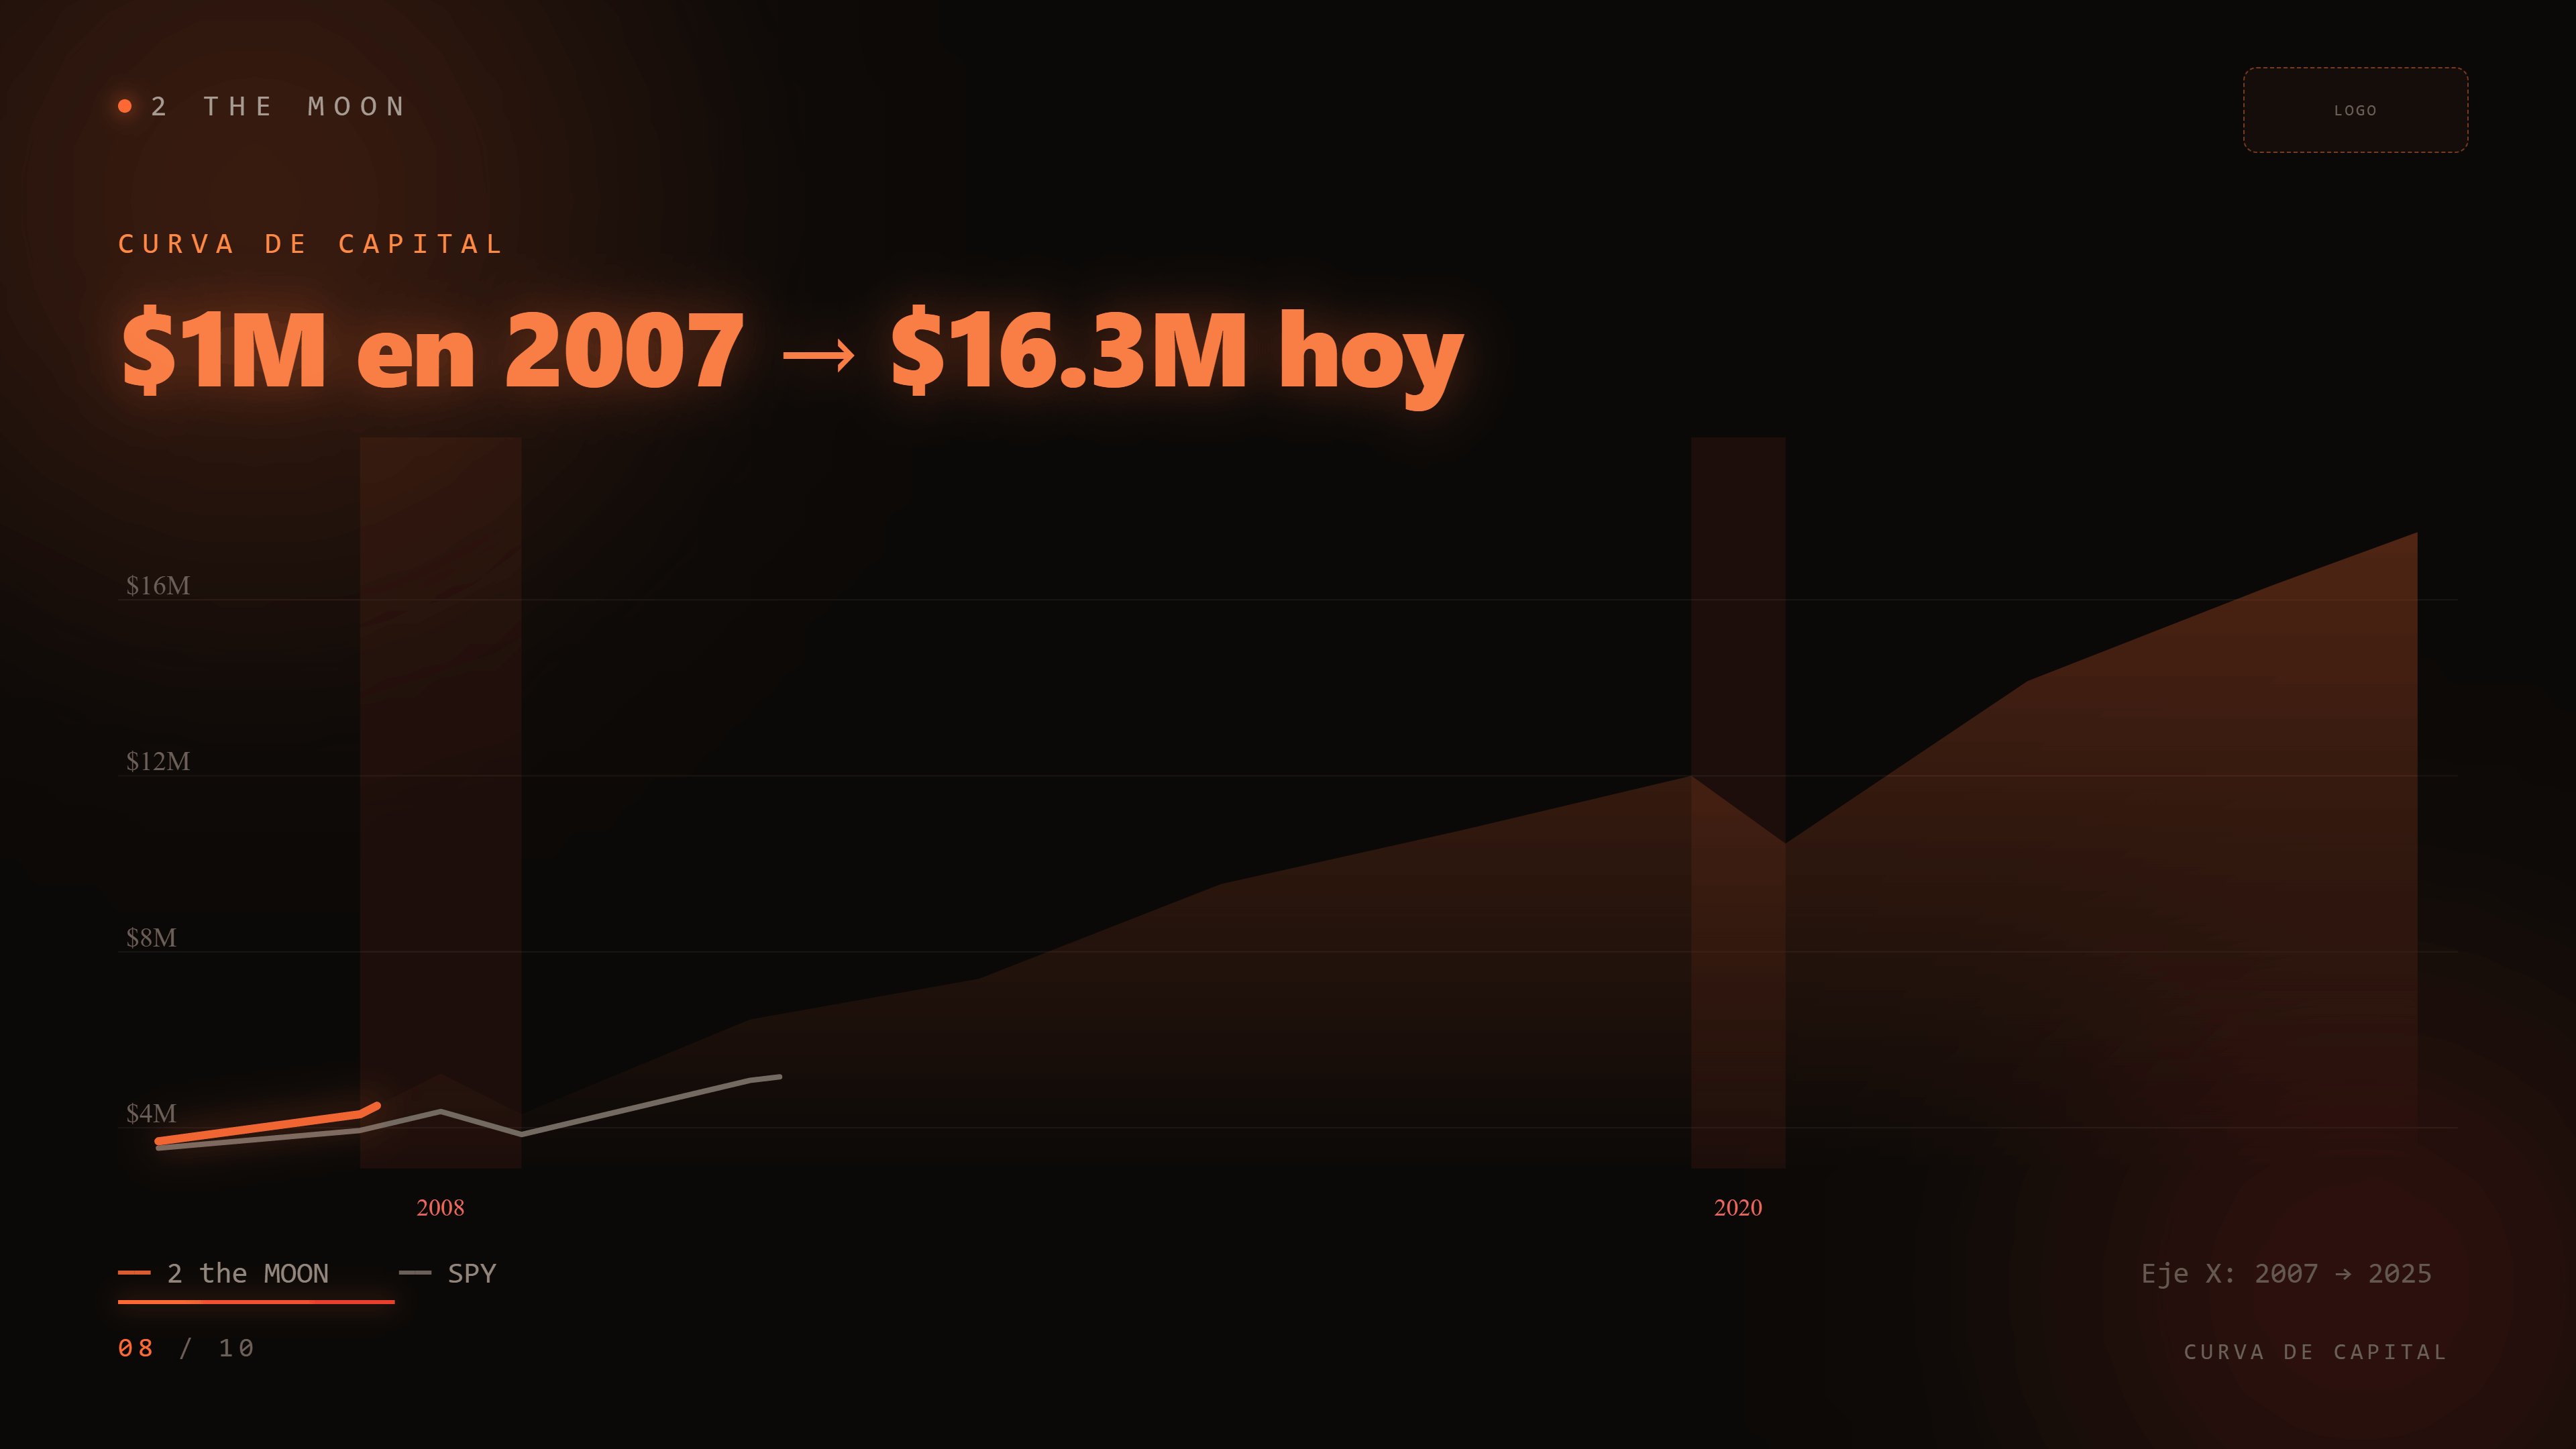 2 THE MOON
LOGO
CURVA DE CAPITAL
$1M en 2007 → $16.3M hoy
$16M
$12M
$8M
$4M
2008
2020
2 the MOON
SPY
Eje X: 2007 → 2025
08 / 10
CURVA DE CAPITAL